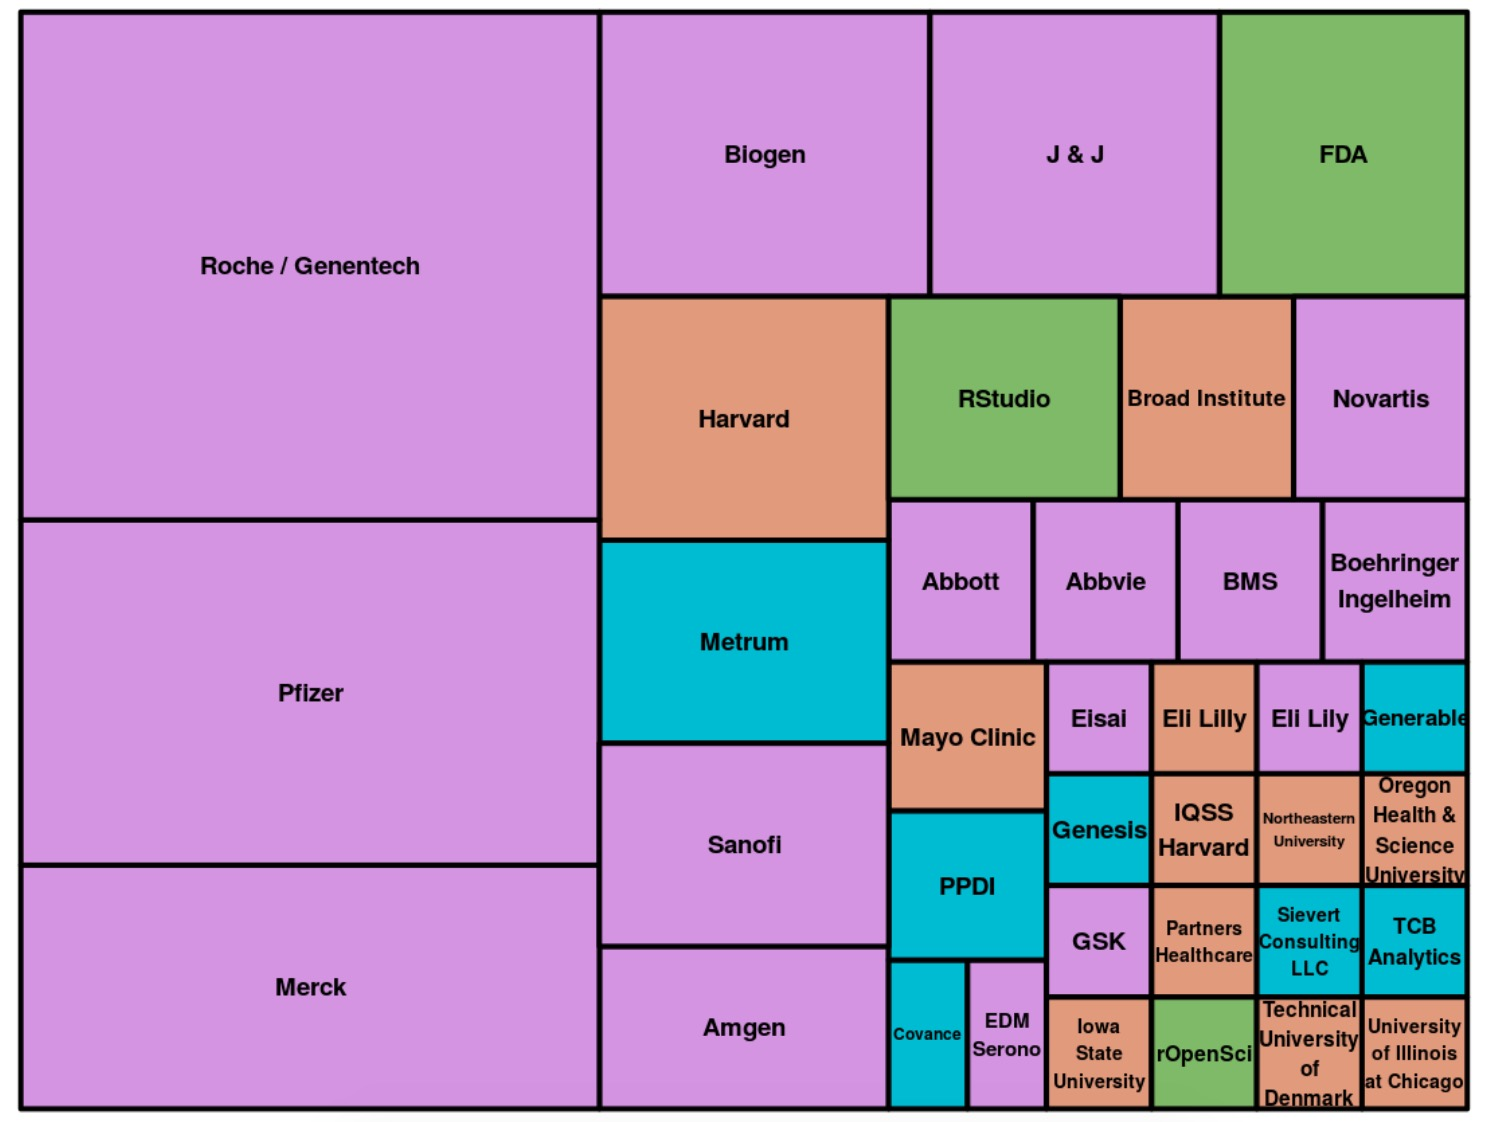 Roche / Genentech
Pfizer
Merck
Biogen
J & J
FDA
Harvard
Metrum
Sanofi
Amgen
RStudio
Broad Institute
Novartis
Abbott
Abbvie
BMS
Boehringer
Ingelheim
Mayo Clinic
PPDI
Covance
EDM
Serono
Eisai
Eli Lilly
Eli Lily
Generable
Genesis
IQSS
Harvard
Northeastern
University
Oregon
Health &
Science
University
GSK
Partners
Healthcare
Sievert
Consulting
LLC
TCB
Analytics
Iowa
State
University
rOpenSci
Technical
University
of
Denmark
University
of Illinois
at Chicago